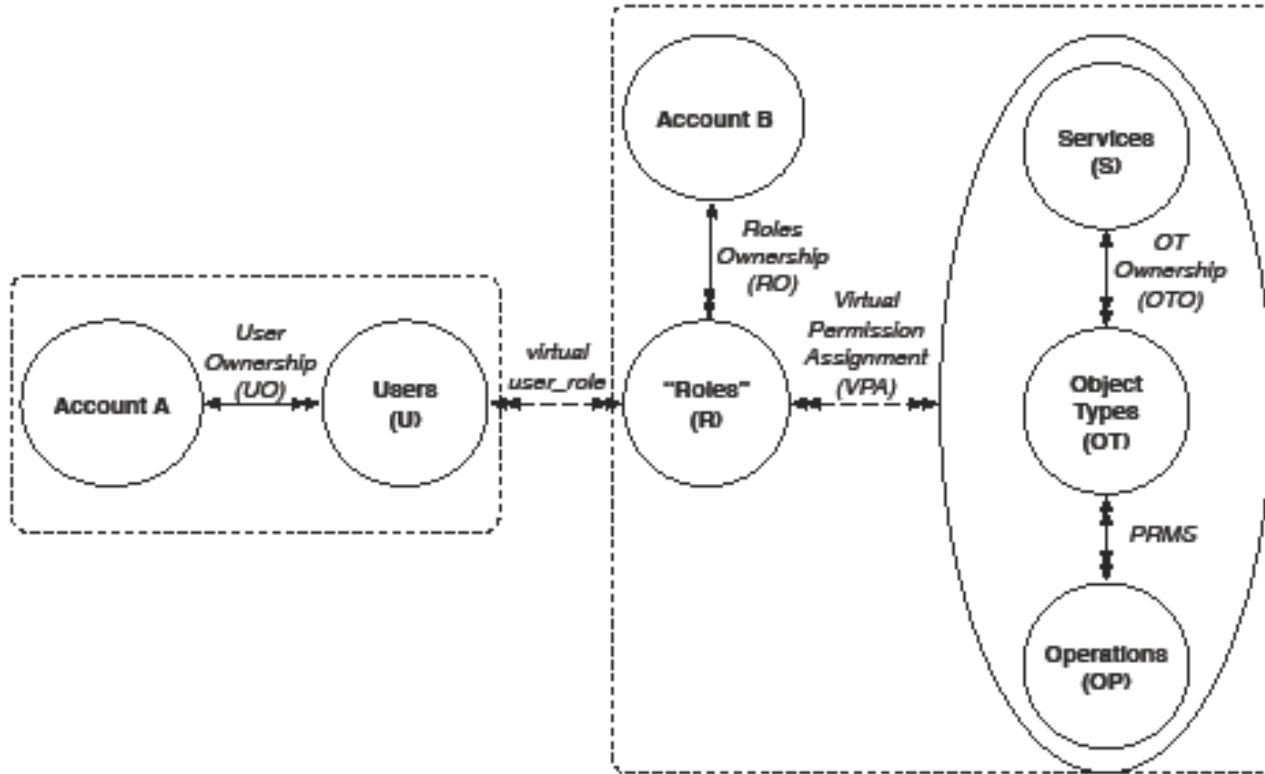 Account B
Services
(S)
Roles
Ownership
(RO)
OT
Ownership
(OTO)
User
Ownership
(UO)
virtual
user_role
Virtual
Permission
Assignment
(VPA)
Account A
Users
(U)
"Roles"
(R)
Object
Types
(OT)
PRMS
Operations
(OP)